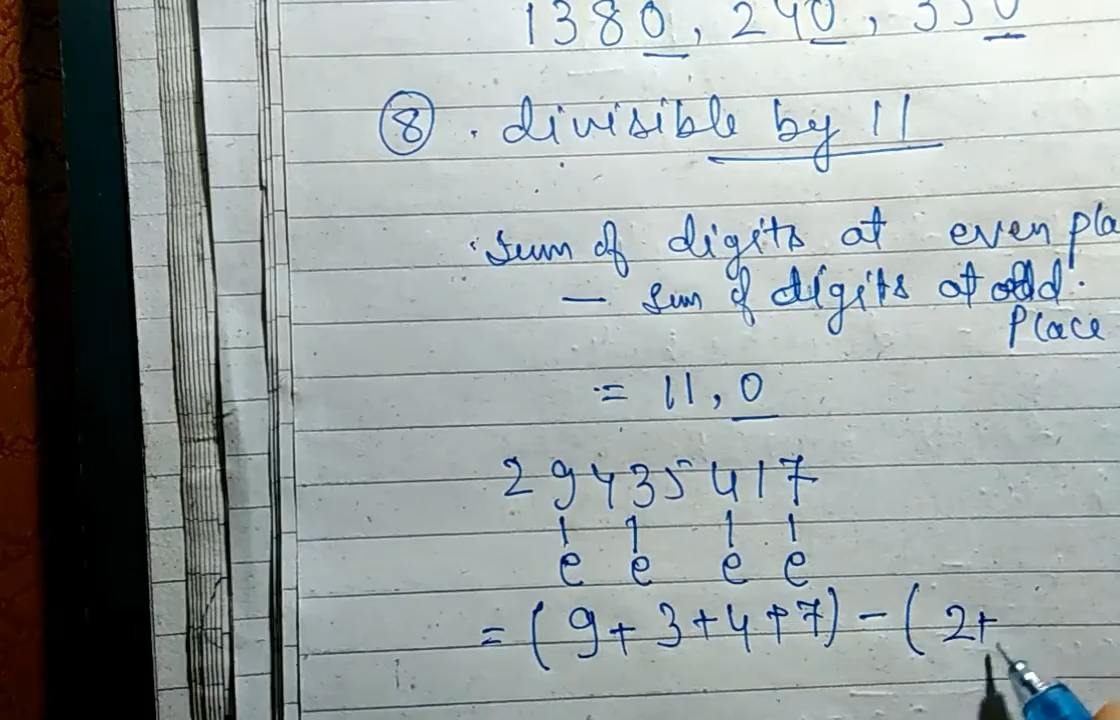 1380, 240, 350
⑧ . divisible by 11
Sum of digits at even pla
— Sum of digits at odd.
Place
= 11, 0
29435417
e e e e
= ( 9 + 3 + 4 + 7) - ( 2+